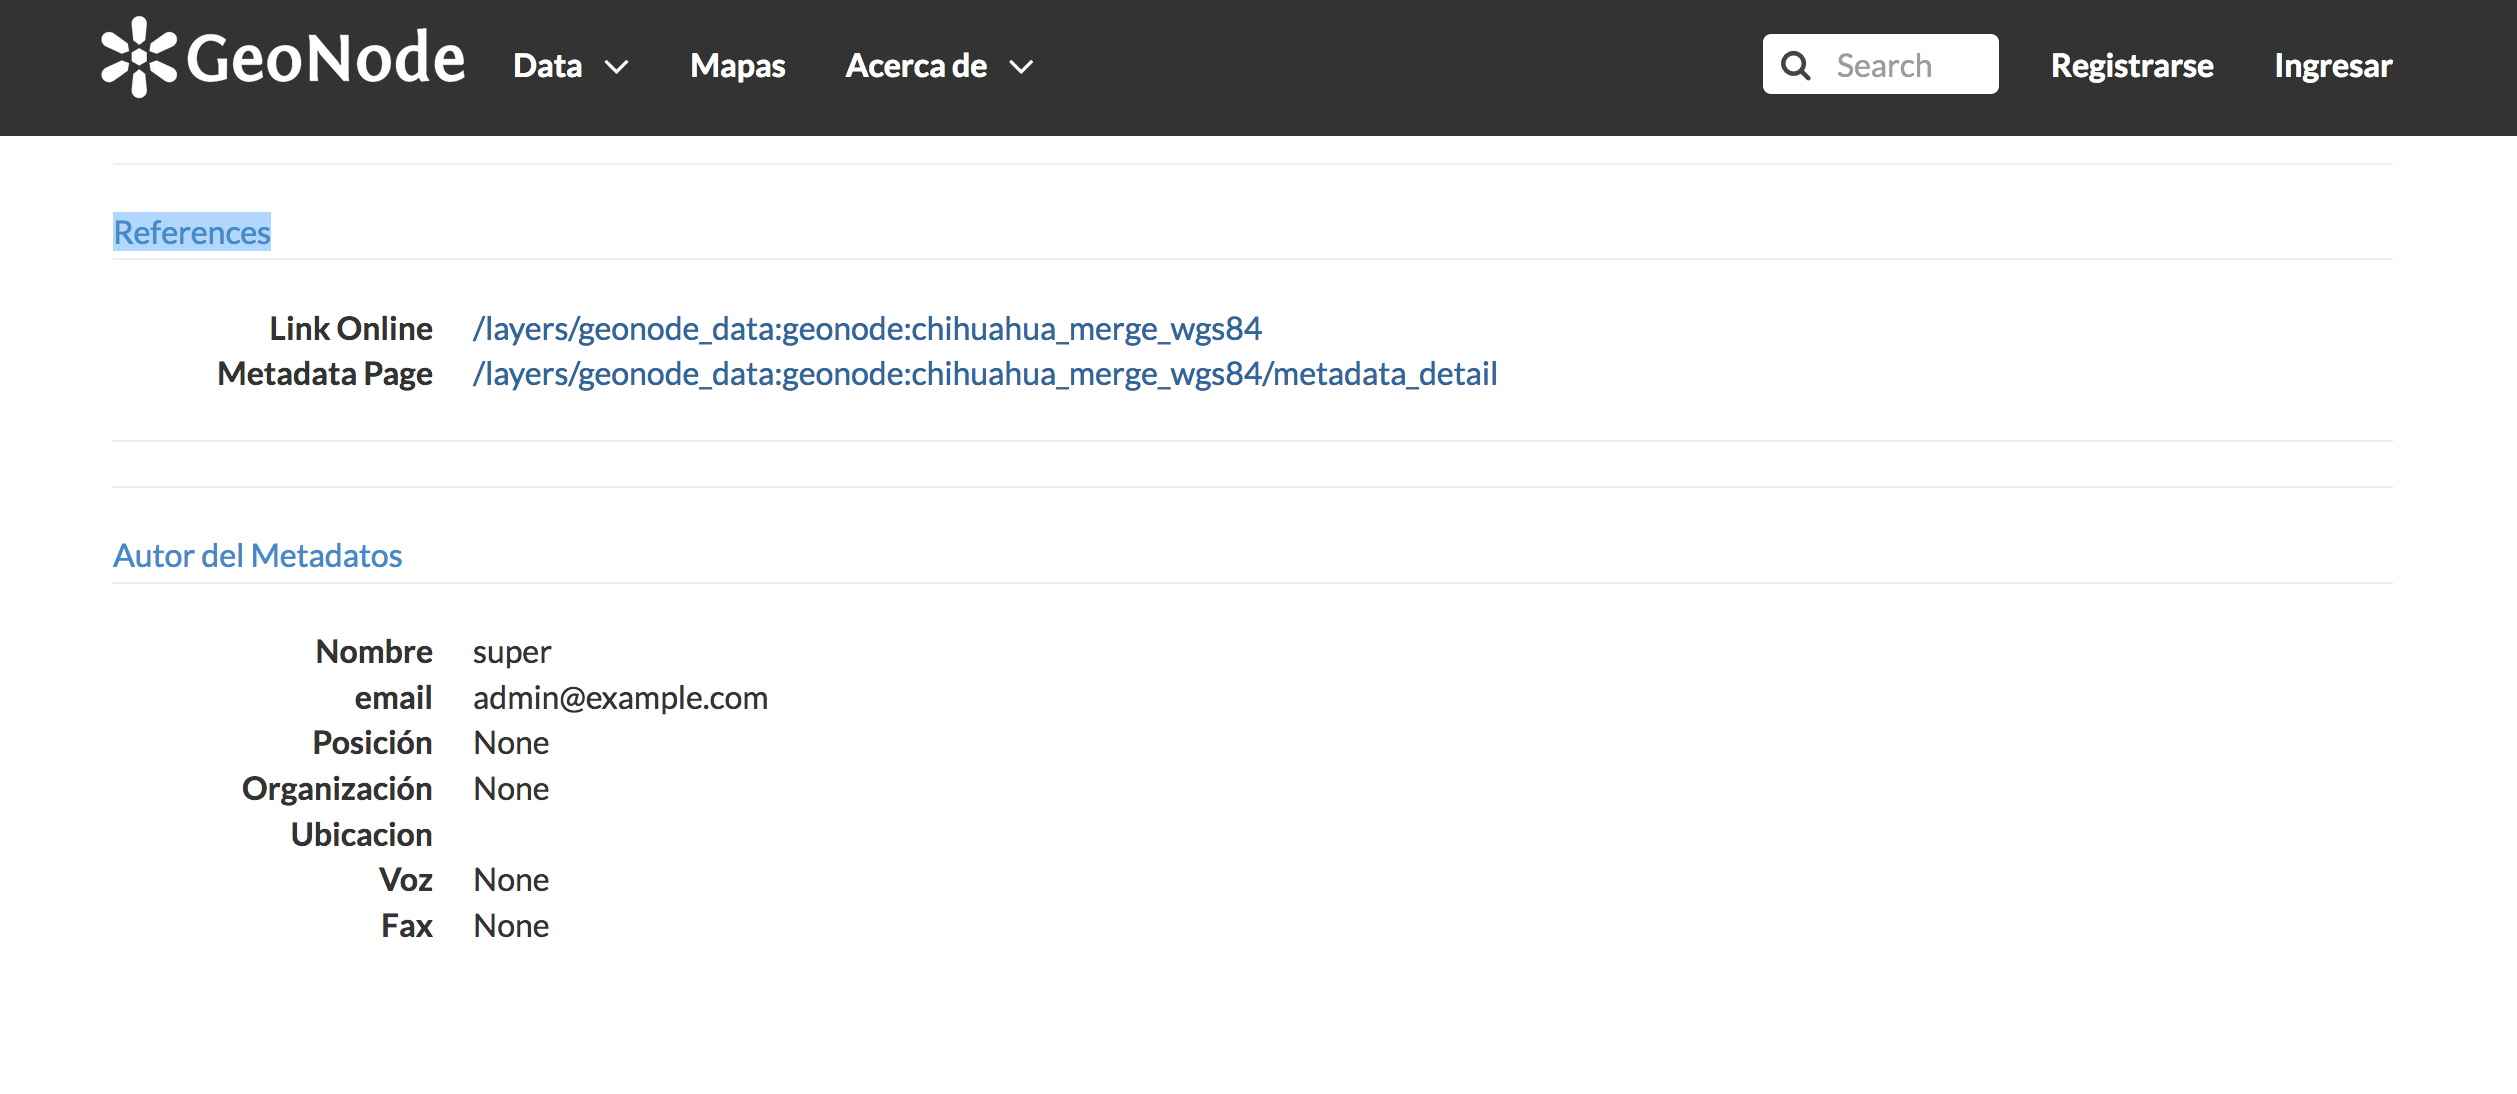 GeoNode Data Mapas Acerca de Search Registrarse Ingresar
References
Link Online /layers/geonode_data:geonode:chihuahua_merge_wgs84
Metadata Page /layers/geonode_data:geonode:chihuahua_merge_wgs84/metadata_detail
Autor del Metadatos
Nombre super
email admin@example.com
Posición None
Organización None
Ubicacion
Voz None
Fax None